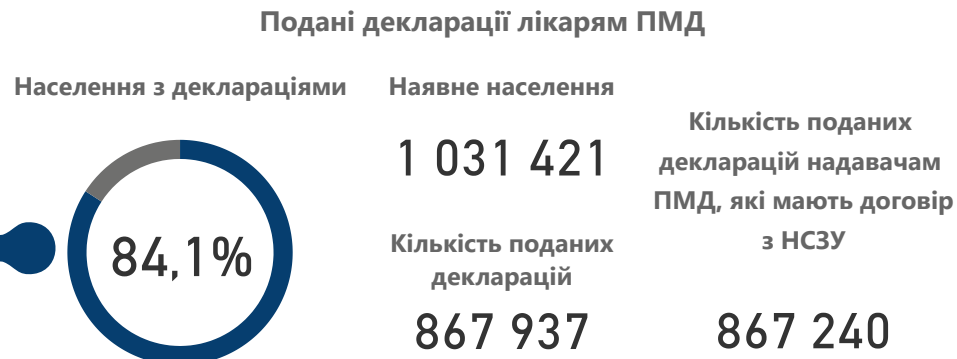 Подані декларації лікарям ПМД
Населення з деклараціями
84,1%
Наявне населення
1 031 421
Кількість поданих
декларацій
867 937
Кількість поданих
декларацій надавачам
ПМД, які мають договір
з НСЗУ
867 240